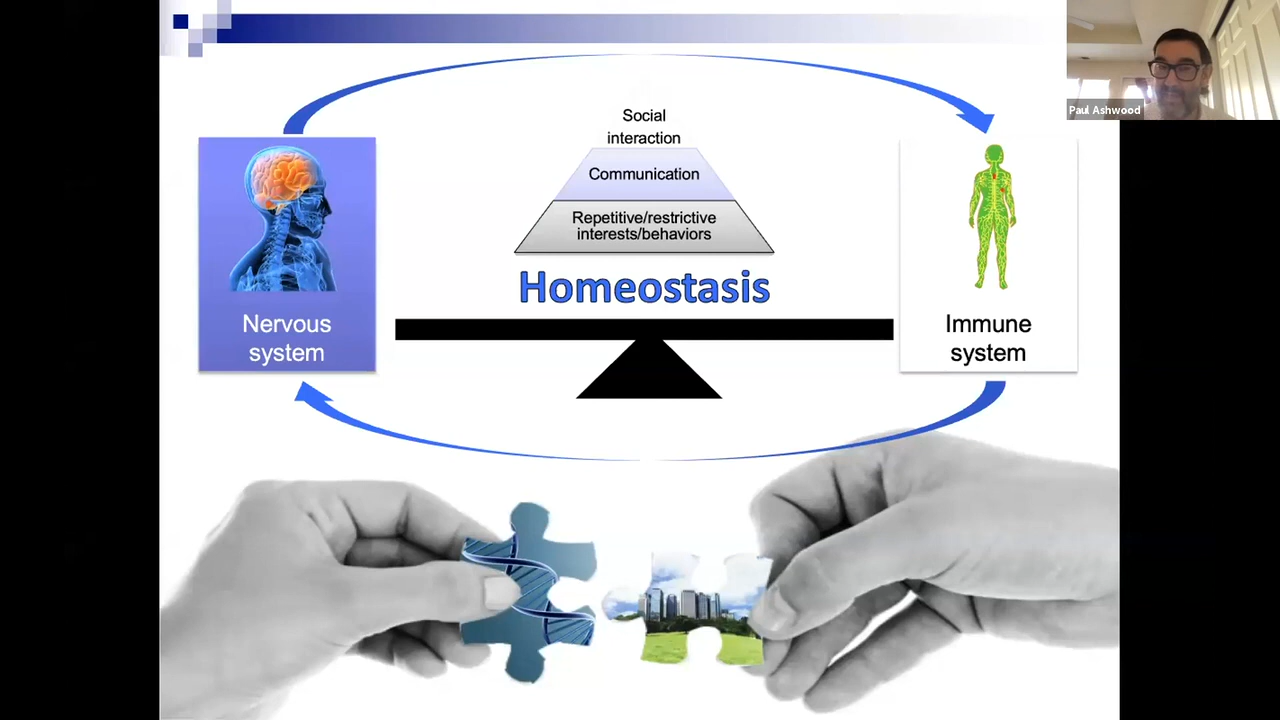 Paul Ashwood
Social
interaction
Communication
Repetitive/restrictive
interests/behaviors
Homeostasis
Nervous
system
Immune
system